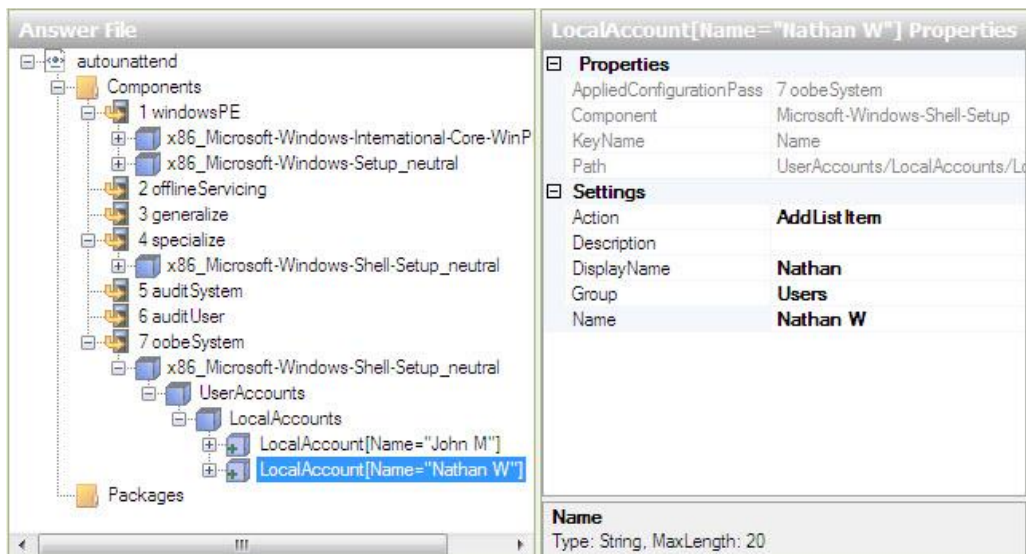 Answer File
autounattend
Components
1 windowsPE
x86_Microsoft-Windows-International-Core-WinP
x86_Microsoft-Windows-Setup_neutral
2 offlineServicing
3 generalize
4 specialize
x86_Microsoft-Windows-Shell-Setup_neutral
5 auditSystem
6 auditUser
7 oobeSystem
x86_Microsoft-Windows-Shell-Setup_neutral
UserAccounts
LocalAccounts
LocalAccount[Name="John M"]
LocalAccount[Name="Nathan W"]
Packages
LocalAccount[Name="Nathan W"] Properties
Properties
AppliedConfigurationPass 7 oobeSystem
Component Microsoft-Windows-Shell-Setup
KeyName Name
Path UserAccounts/LocalAccounts/Lo
Settings
Action AddListItem
Description
DisplayName Nathan
Group Users
Name Nathan W
Name
Type: String, MaxLength: 20